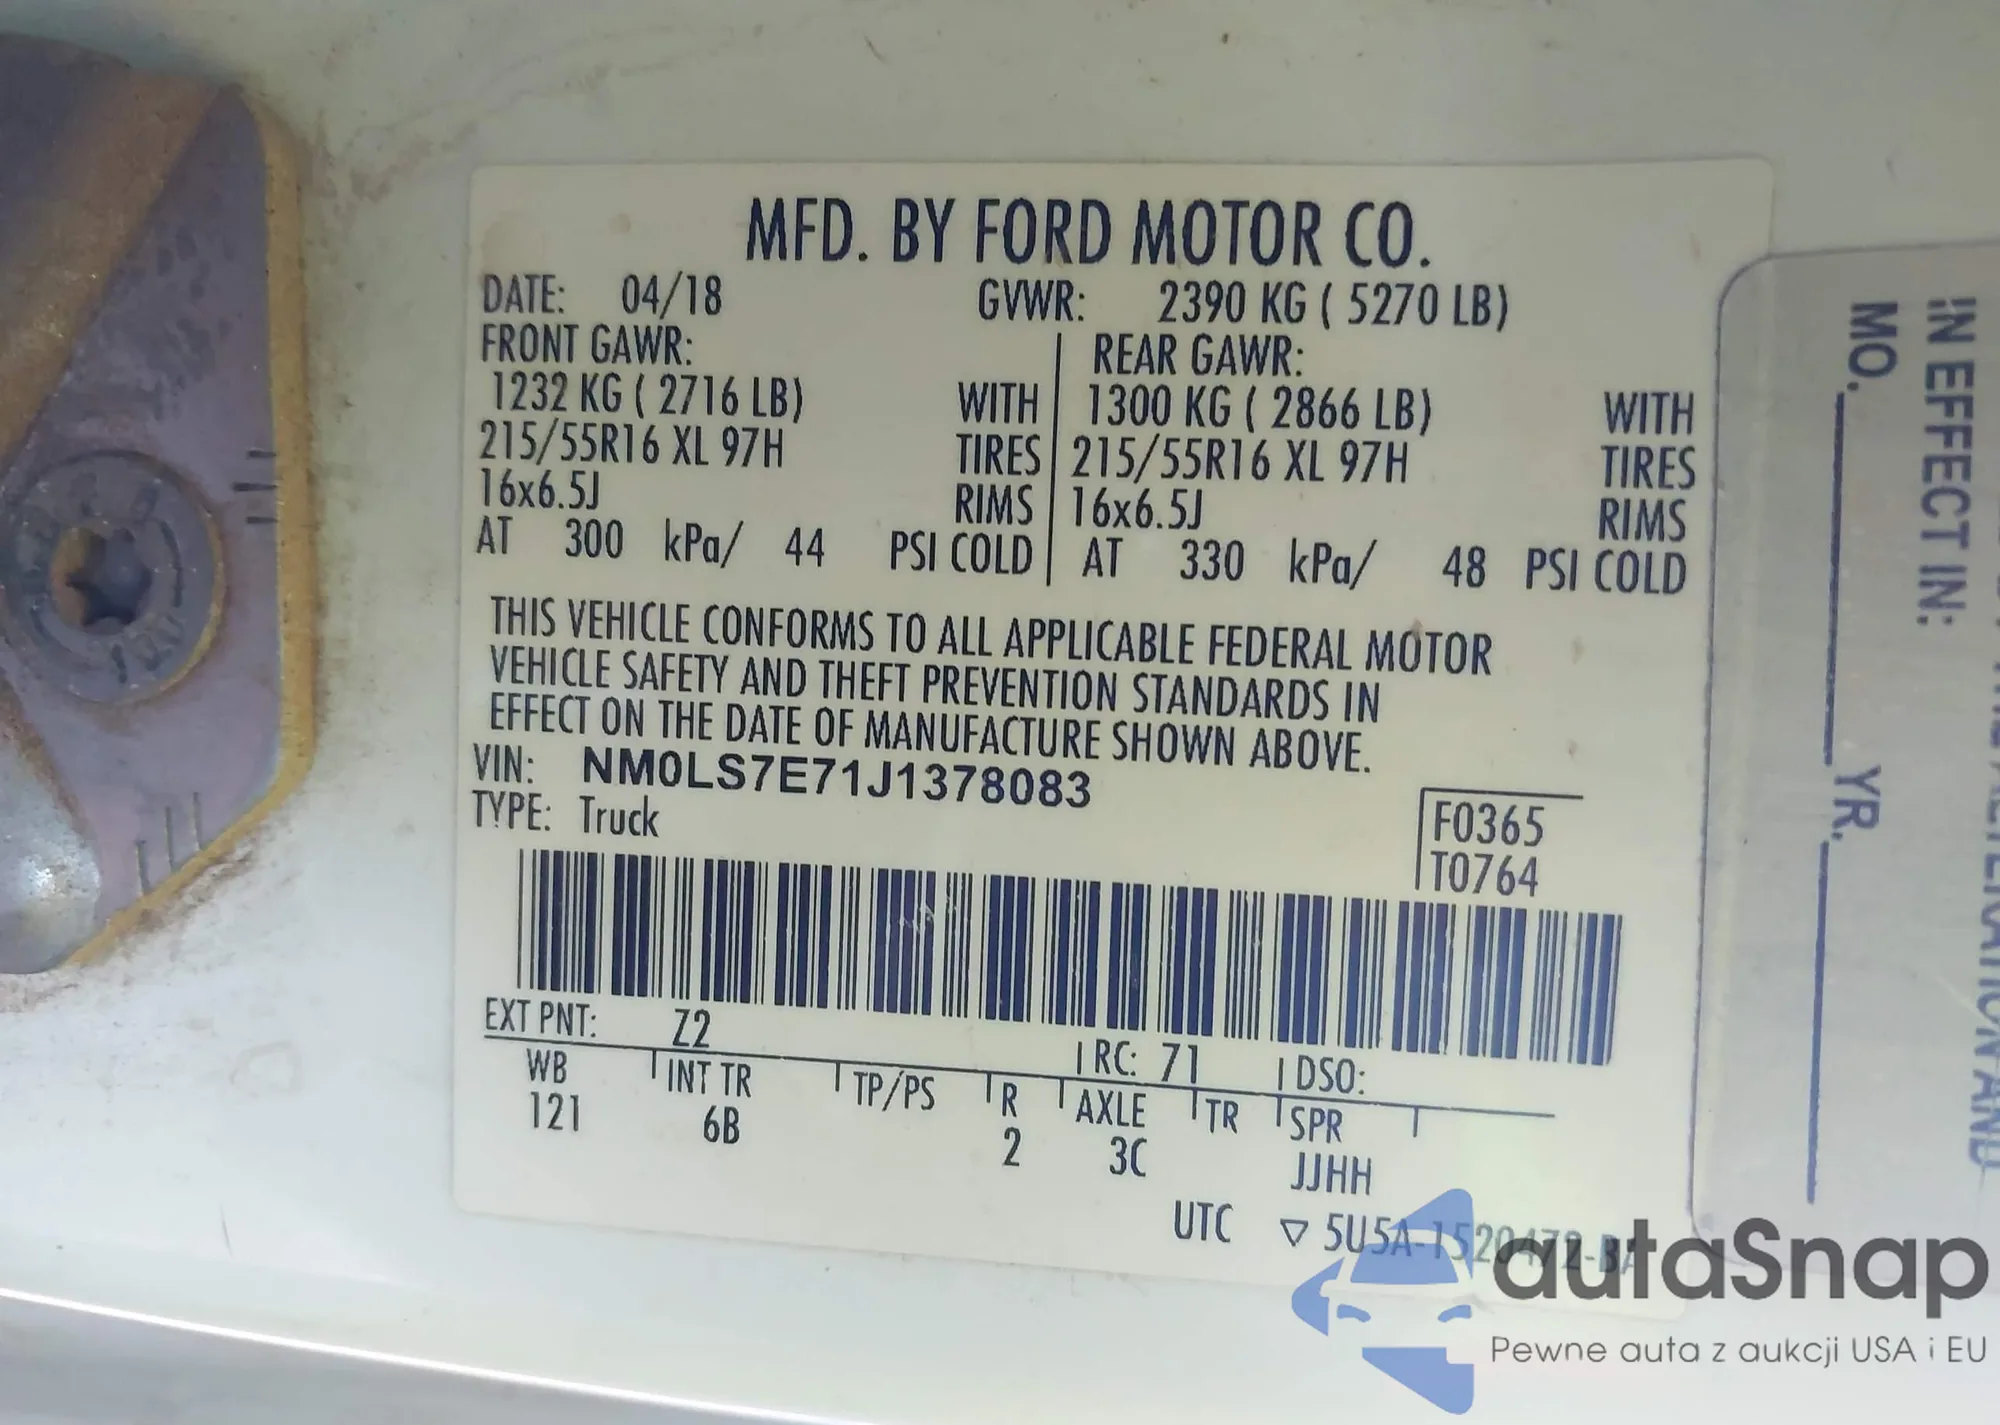 MFD. BY FORD MOTOR CO.
DATE: 04/18 GVWR: 2390 KG ( 5270 LB)
FRONT GAWR: REAR GAWR:
1232 KG ( 2716 LB) WITH 1300 KG ( 2866 LB) WITH
215/55R16 XL 97H TIRES 215/55R16 XL 97H TIRES
16x6.5J RIMS 16x6.5J RIMS
AT 300 kPa/ 44 PSI COLD AT 330 kPa/ 48 PSI COLD
THIS VEHICLE CONFORMS TO ALL APPLICABLE FEDERAL MOTOR
VEHICLE SAFETY AND THEFT PREVENTION STANDARDS IN
EFFECT ON THE DATE OF MANUFACTURE SHOWN ABOVE.
VIN: NM0LS7E71J1378083
TYPE: Truck
F0365
T0764
EXT PNT: Z2 RC: 71 DSO:
WB INT TR TP/PS R AXLE TR SPR
121 6B 2 3C JJHH
UTC ▽ 5U5A-1520472-BA
IN EFFECT IN:
MO. YR.
ALTERATION AND
autaSnap
Pewne auta z aukcji USA i EU